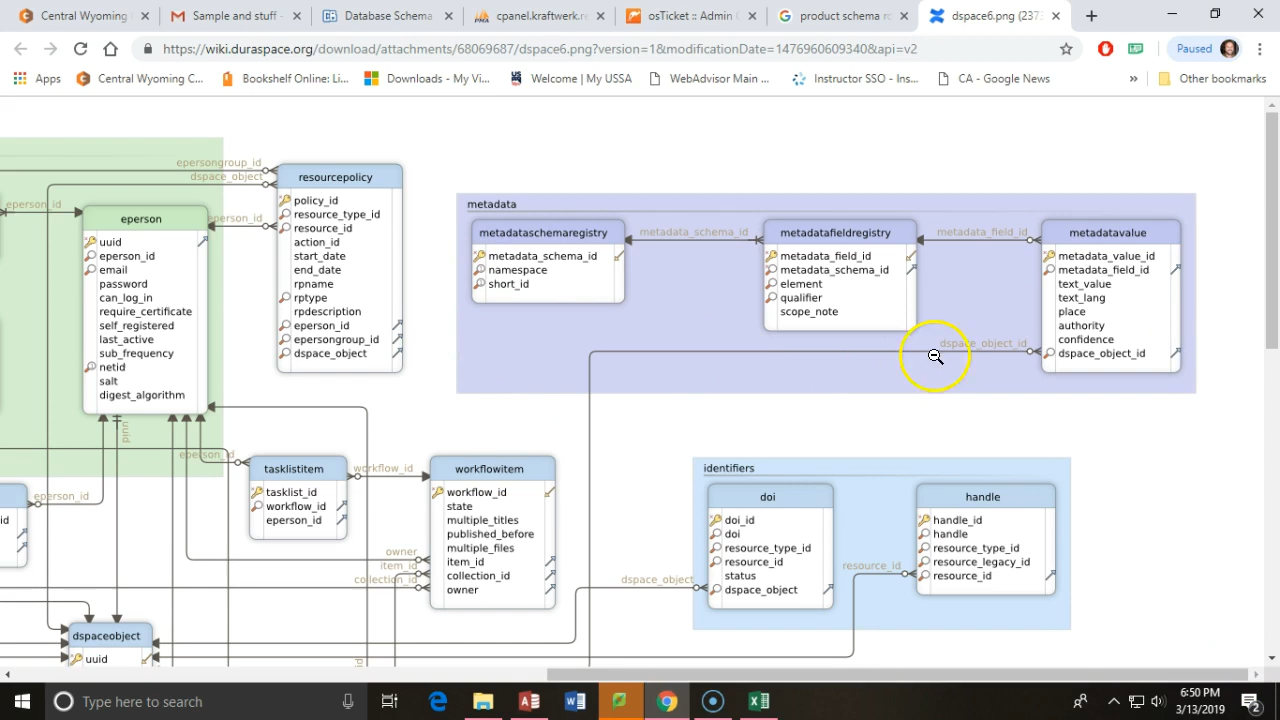 Central Wyoming C
Sample and stuff -
Database Schema
cpanel.kraftwerk.re
osTicket :: Admin C
product schema ro
dspace6.png (2373
https://wiki.duraspace.org/download/attachments/68069687/dspace6.png?version=1&modificationDate=1476960609340&api=v2
Paused
Apps
Central Wyoming C...
Bookshelf Online: Li...
Downloads - My Vi...
Welcome | My USSA
WebAdvisor Main ...
Instructor SSO - Ins...
CA - Google News
»
Other bookmarks
epersongroup_id
dspace_object
eperson_id
eperson_id
resourcepolicy
policy_id
resource_type_id
resource_id
action_id
start_date
end_date
rpname
rptype
rpdescription
eperson_id
epersongroup_id
dspace_object
eperson
uuid
eperson_id
email
password
can_log_in
require_certificate
self_registered
last_active
sub_frequency
netid
salt
digest_algorithm
metadata
metadataschemaregistry
metadata_schema_id
namespace
short_id
metadata_schema_id
metadatafieldregistry
metadata_field_id
metadata_schema_id
element
qualifier
scope_note
metadata_field_id
metadatavalue
metadata_value_id
metadata_field_id
text_value
text_lang
place
authority
confidence
dspace_object_id
dspace_object_id
uuid
eperson_id
eperson_id
id
tasklistitem
tasklist_id
workflow_id
eperson_id
workflow_id
workflowitem
workflow_id
state
multiple_titles
published_before
multiple_files
item_id
collection_id
owner
owner
item_id
collection_id
identifiers
doi
doi_id
doi
resource_type_id
resource_id
status
dspace_object
dspace_object
handle
handle_id
handle
resource_type_id
resource_legacy_id
resource_id
resource_id
dspaceobject
uuid
Type here to search
6:50 PM
3/13/2019
2